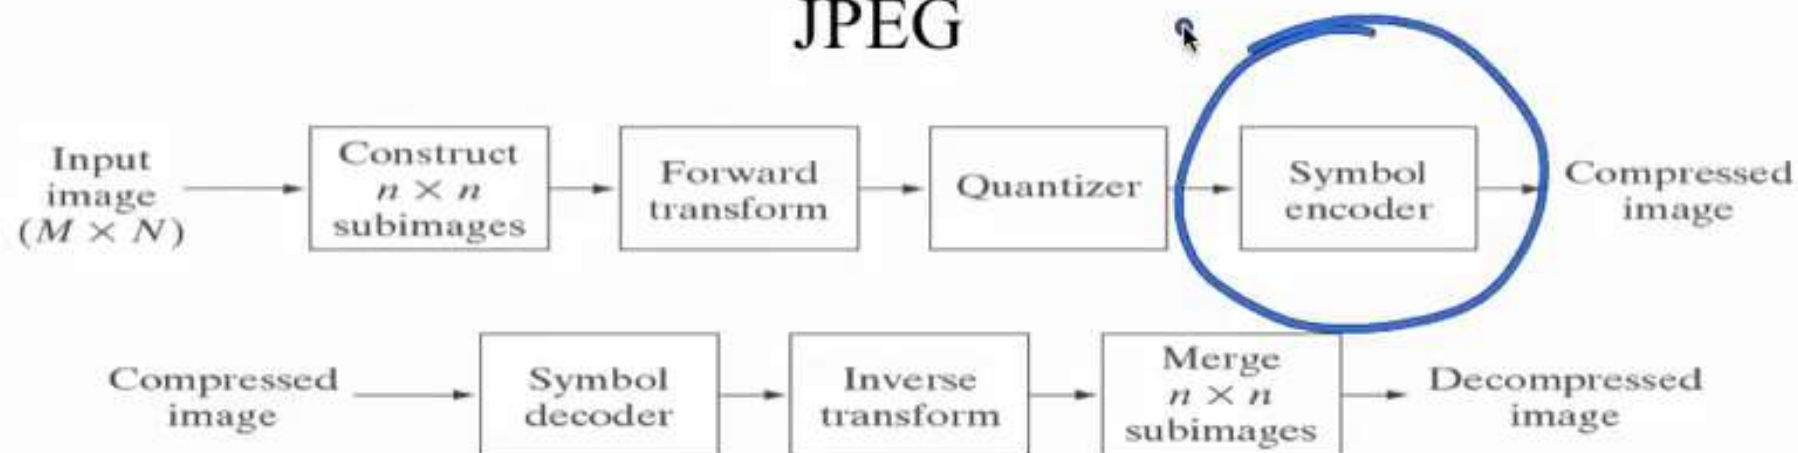 JPEG
Input
image
(M × N)
Construct
n × n
subimages
Forward
transform
Quantizer
Symbol
encoder
Compressed
image
Compressed
image
Symbol
decoder
Inverse
transform
Merge
n × n
subimages
Decompressed
image